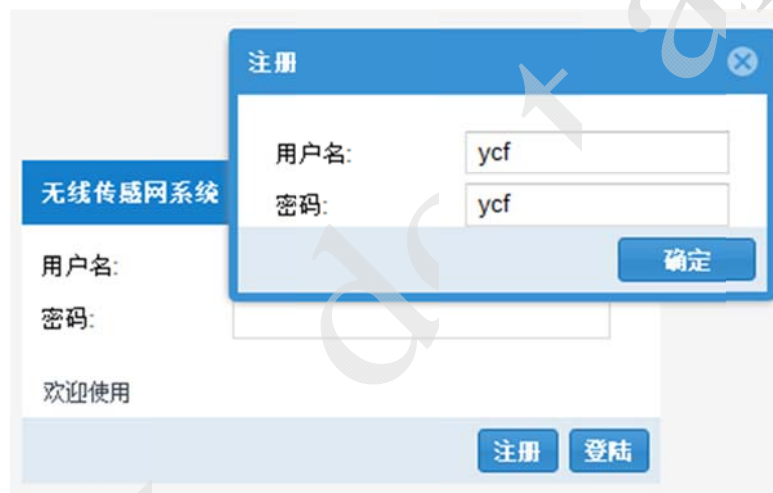 注册
用户名: ycf
密码: ycf
确定
无线传感网系统
用户名:
密码:
欢迎使用
注册 登陆